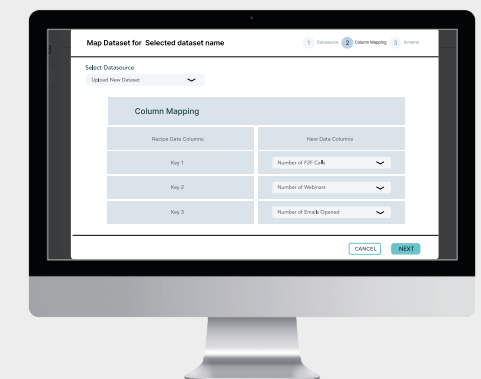 Map Dataset for Selected dataset name
1 Datasource 2 Column Mapping 3 Scheme
Select Datasource
Upload New Dataset
Column Mapping
Recipe Data Columns New Data Columns
Key 1 Number of F2F Calls
Key 2 Number of Webinars
Key 3 Number of Emails Opened
CANCEL NEXT